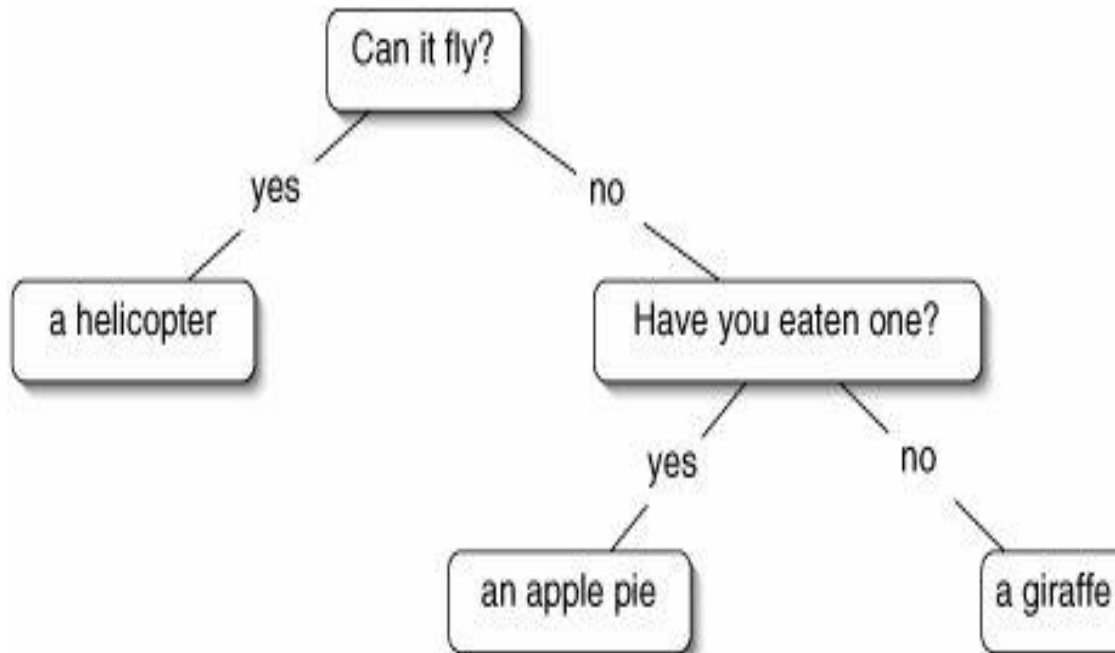 Can it fly?
yes
no
a helicopter
Have you eaten one?
yes
no
an apple pie
a giraffe